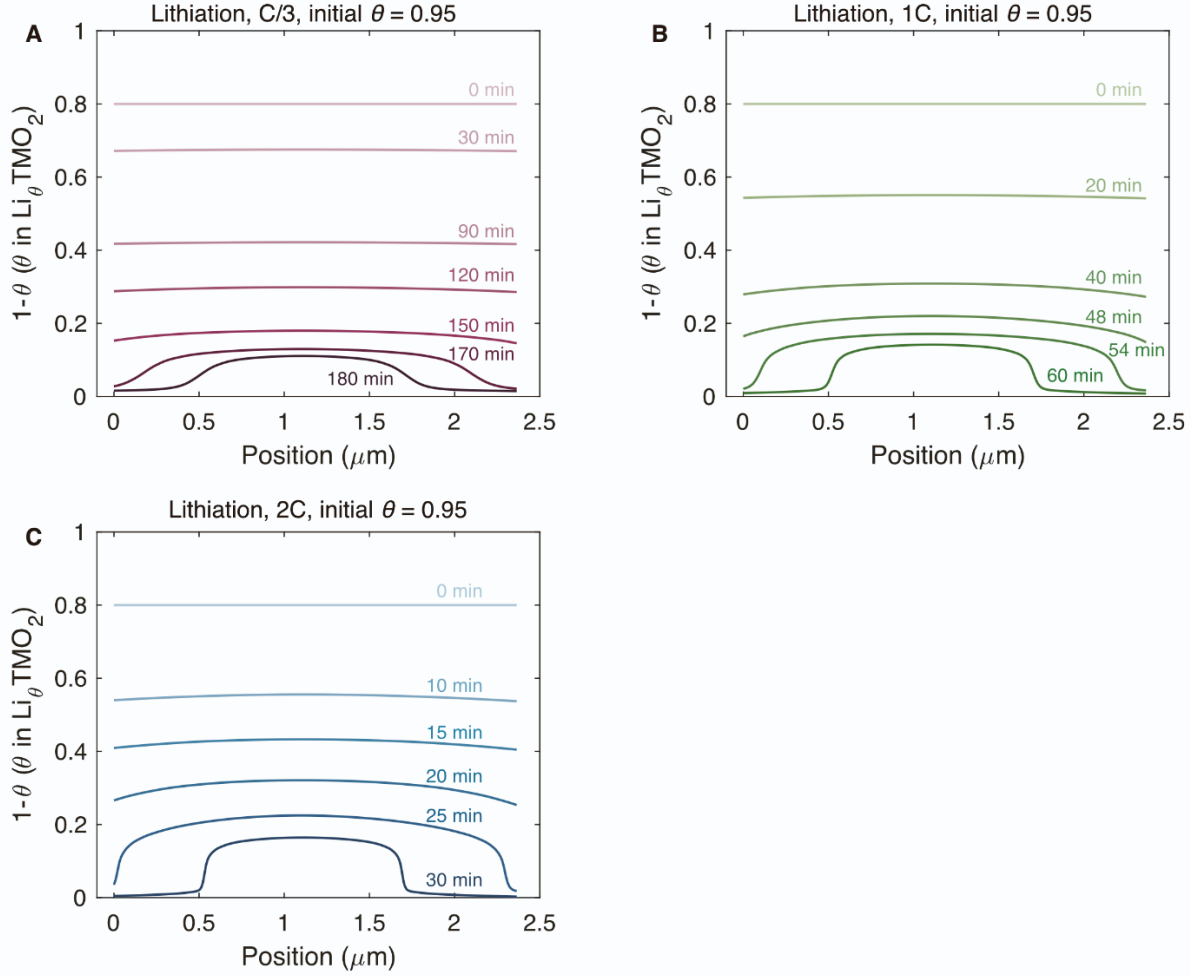 A
Lithiation, C/3, initial θ = 0.95
1-θ (θ in Li_θTMO_2)
1
0.8
0.6
0.4
0.2
0
0 min
30 min
90 min
120 min
150 min
170 min
180 min
0 0.5 1 1.5 2 2.5
Position (μm)
B
Lithiation, 1C, initial θ = 0.95
1-θ (θ in Li_θTMO_2)
1
0.8
0.6
0.4
0.2
0
0 min
20 min
40 min
48 min
54 min
60 min
0 0.5 1 1.5 2 2.5
Position (μm)
C
Lithiation, 2C, initial θ = 0.95
1-θ (θ in Li_θTMO_2)
1
0.8
0.6
0.4
0.2
0
0 min
10 min
15 min
20 min
25 min
30 min
0 0.5 1 1.5 2 2.5
Position (μm)